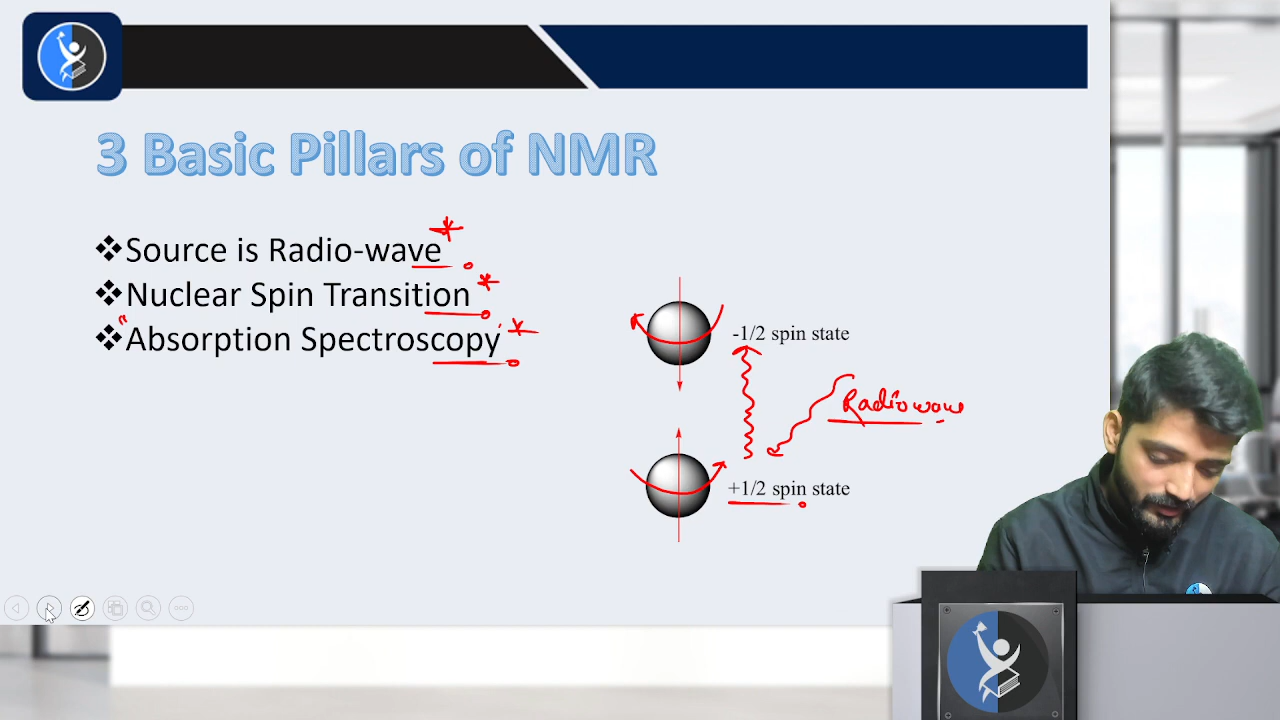 3 Basic Pillars of NMR
❖Source is Radio-wave
❖Nuclear Spin Transition
❖Absorption Spectroscopy
-1/2 spin state
Radiowave
+1/2 spin state